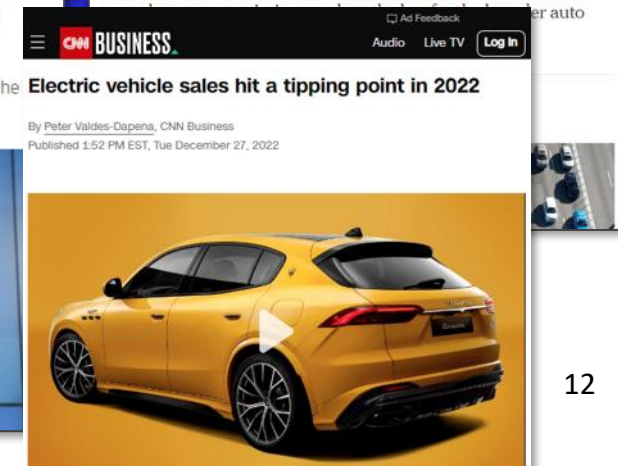 er auto
Ad Feedback
CNN BUSINESS
Audio Live TV Log In
he
Electric vehicle sales hit a tipping point in 2022
By Peter Valdes-Dapena, CNN Business
Published 1:52 PM EST, Tue December 27, 2022
12